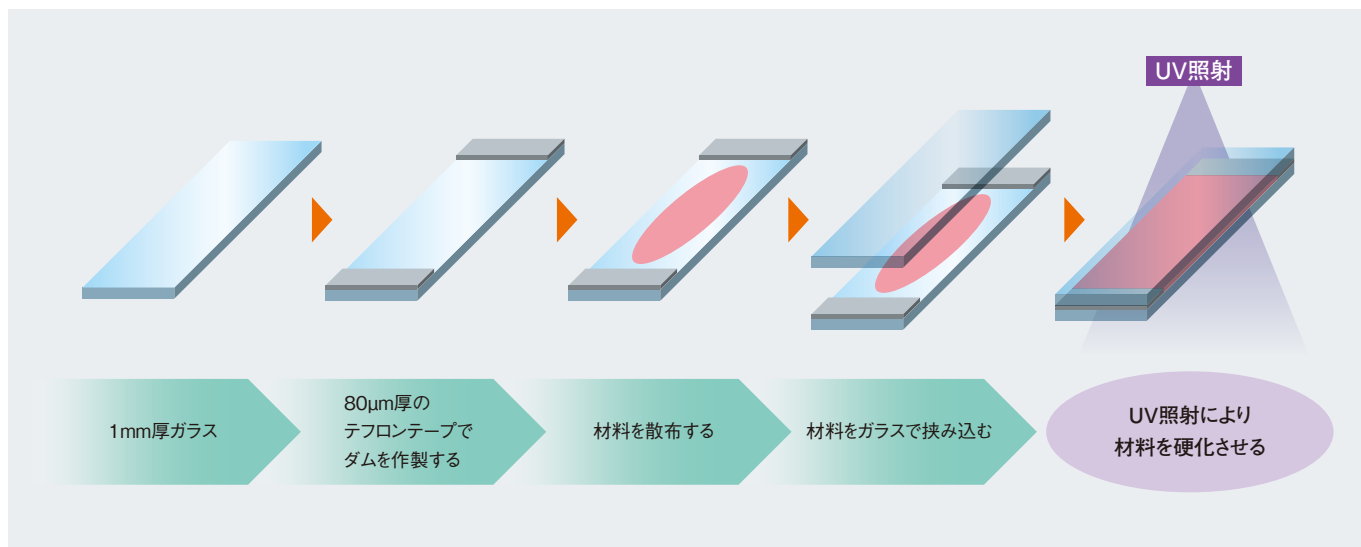 UV照射
1mm厚ガラス
80μm厚の
テフロンテープで
ダムを作製する
材料を散布する
材料をガラスで挟み込む
UV照射により
材料を硬化させる